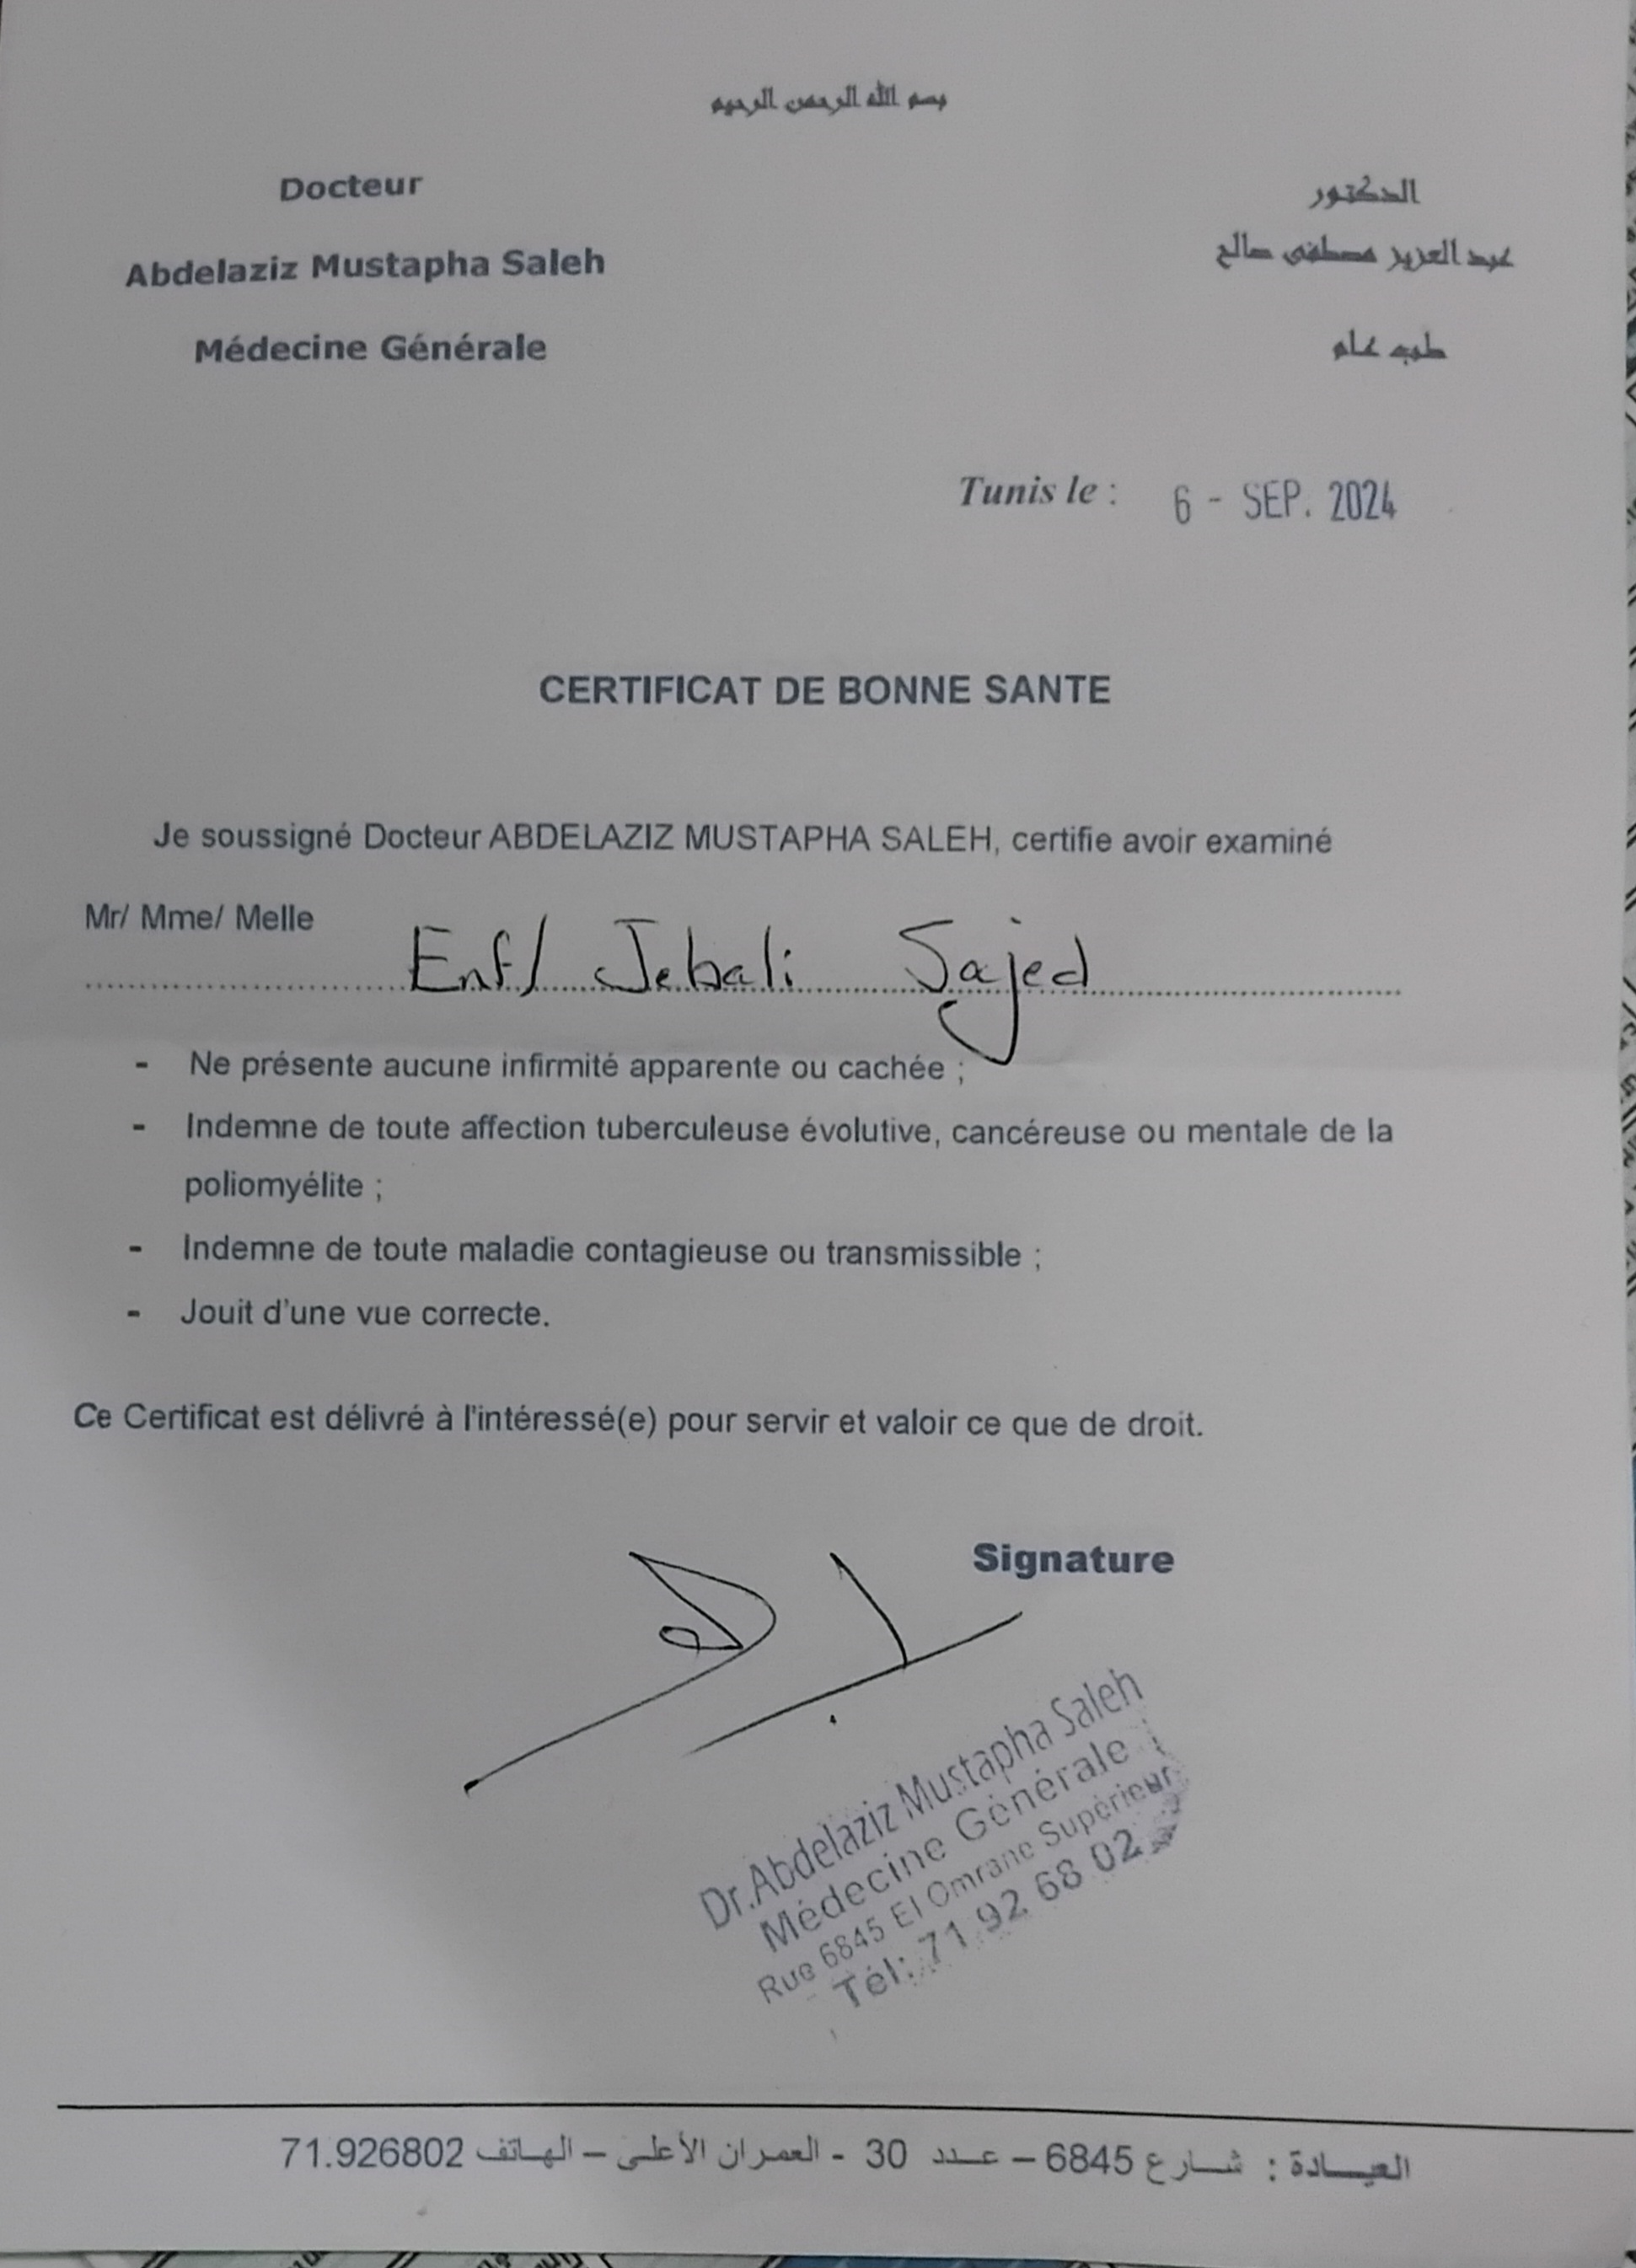 بسم الله الرحمن الرحيم
Docteur
Abdelaziz Mustapha Saleh
Médecine Générale
الدكتور
عبد العزيز مصطفى صالح
طب عام
Tunis le : 6 - SEP. 2024
CERTIFICAT DE BONNE SANTE
Je soussigné Docteur ABDELAZIZ MUSTAPHA SALEH, certifie avoir examiné
Mr/ Mme/ Melle
Enf/ Jebali Sajed
- Ne présente aucune infirmité apparente ou cachée ;
- Indemne de toute affection tuberculeuse évolutive, cancéreuse ou mentale de la
poliomyélite ;
- Indemne de toute maladie contagieuse ou transmissible ;
- Jouit d'une vue correcte.
Ce Certificat est délivré à l'intéressé(e) pour servir et valoir ce que de droit.
Signature
Dr.Abdelaziz Mustapha Saleh
Médecine Générale
Rue 6845 El Omrane Supérieur
Tél: 71 92 68 02
العيادة : شارع 6845 – عدد 30 - العمران الأعلى – الهاتف 71.926802